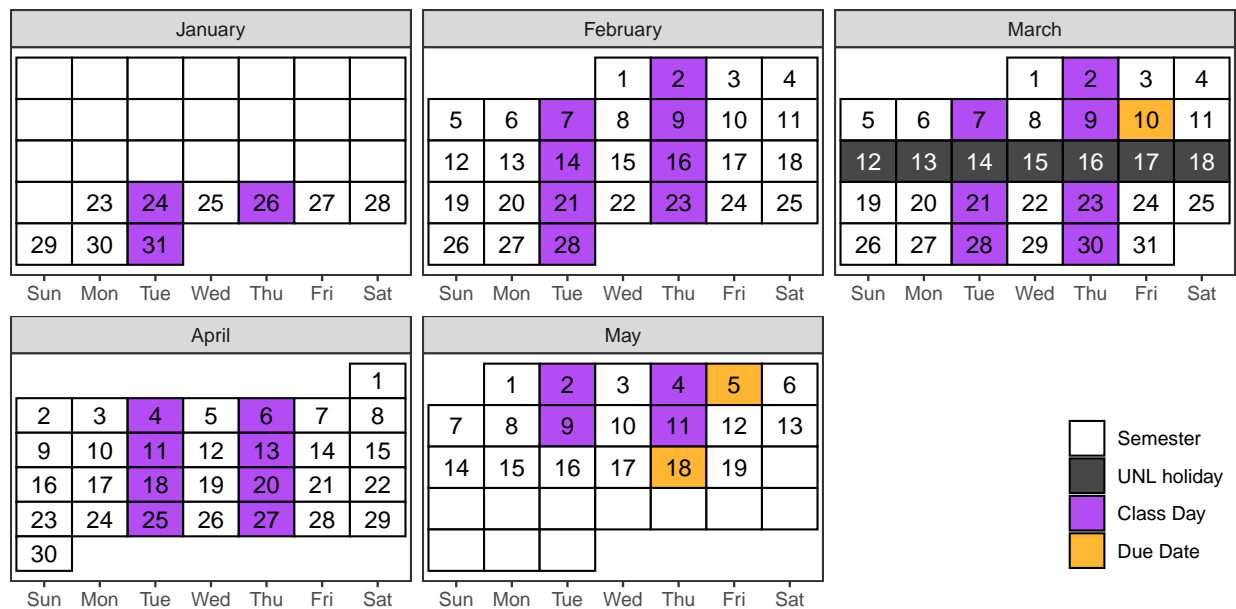 January
23 24 25 26 27 28
29 30 31
Sun Mon Tue Wed Thu Fri Sat
February
1 2 3 4
5 6 7 8 9 10 11
12 13 14 15 16 17 18
19 20 21 22 23 24 25
26 27 28
Sun Mon Tue Wed Thu Fri Sat
March
1 2 3 4
5 6 7 8 9 10 11
12 13 14 15 16 17 18
19 20 21 22 23 24 25
26 27 28 29 30 31
Sun Mon Tue Wed Thu Fri Sat
April
1
2 3 4 5 6 7 8
9 10 11 12 13 14 15
16 17 18 19 20 21 22
23 24 25 26 27 28 29
30
Sun Mon Tue Wed Thu Fri Sat
May
1 2 3 4 5 6
7 8 9 10 11 12 13
14 15 16 17 18 19
Sun Mon Tue Wed Thu Fri Sat
Semester
UNL holiday
Class Day
Due Date